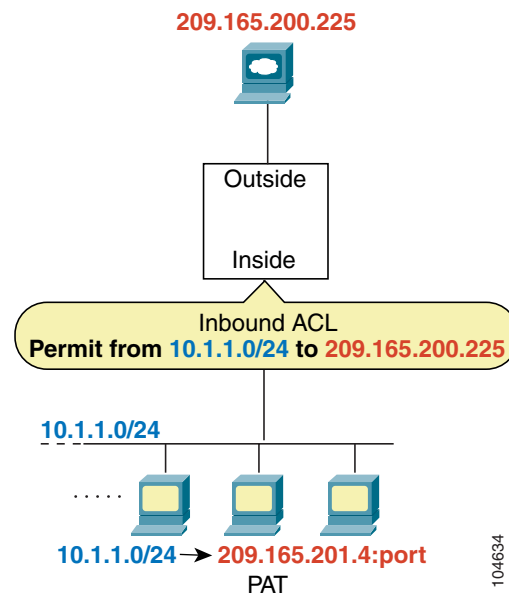 209.165.200.225
Outside
Inside
Inbound ACL
Permit from 10.1.1.0/24 to 209.165.200.225
10.1.1.0/24
10.1.1.0/24 209.165.201.4:port
PAT
104634